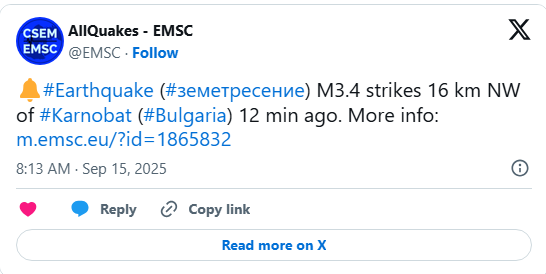 CSEM
EMSC
AllQuakes - EMSC
@EMSC · Follow
X
🔔#Earthquake (#земетресение) M3.4 strikes 16 km NW
of #Karnobat (#Bulgaria) 12 min ago. More info:
m.emsc.eu/?id=1865832
8:13 AM · Sep 15, 2025
Reply Copy link
Read more on X